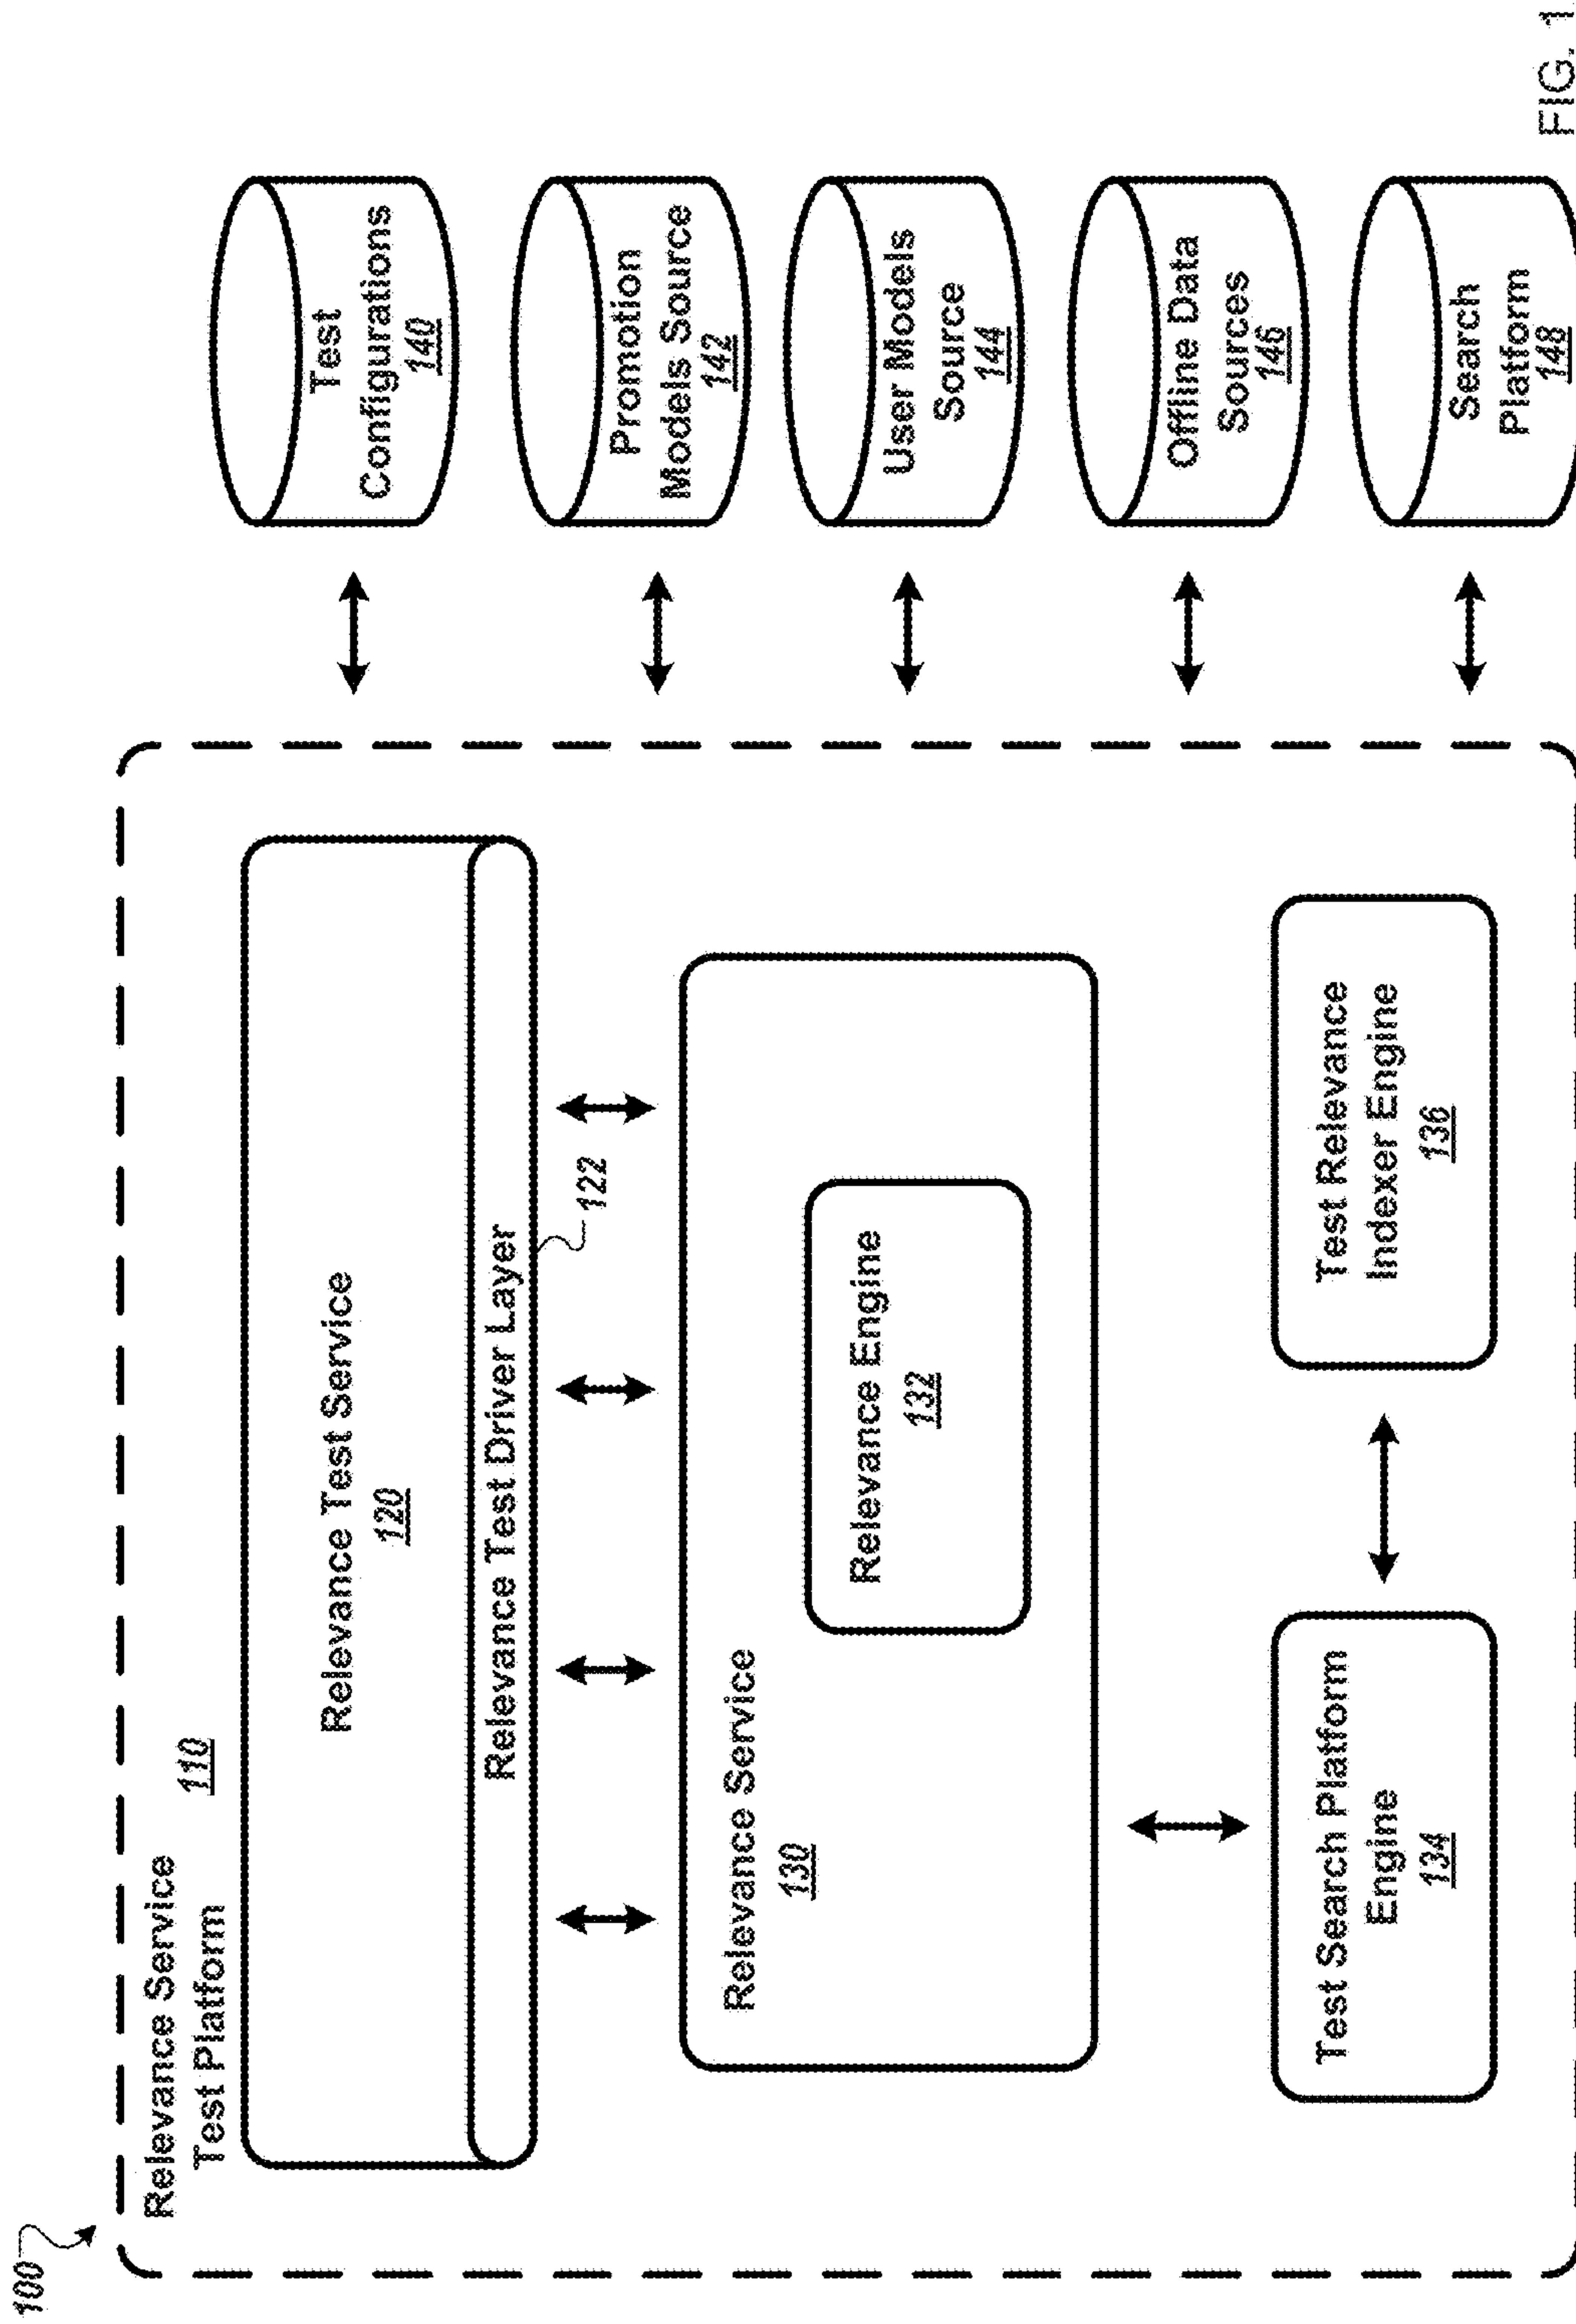 100
Relevance Service
Test Platform
110
Relevance Test Service
120
Relevance Test Driver Layer
122
Relevance Service
130
Relevance Engine
132
Test Search Platform
Engine
134
Test Relevance
Indexer Engine
136
Test
Configurations
140
Promotion
Models Source
142
User Models
Source
144
Offline Data
Sources
146
Search
Platform
148
FIG. 1